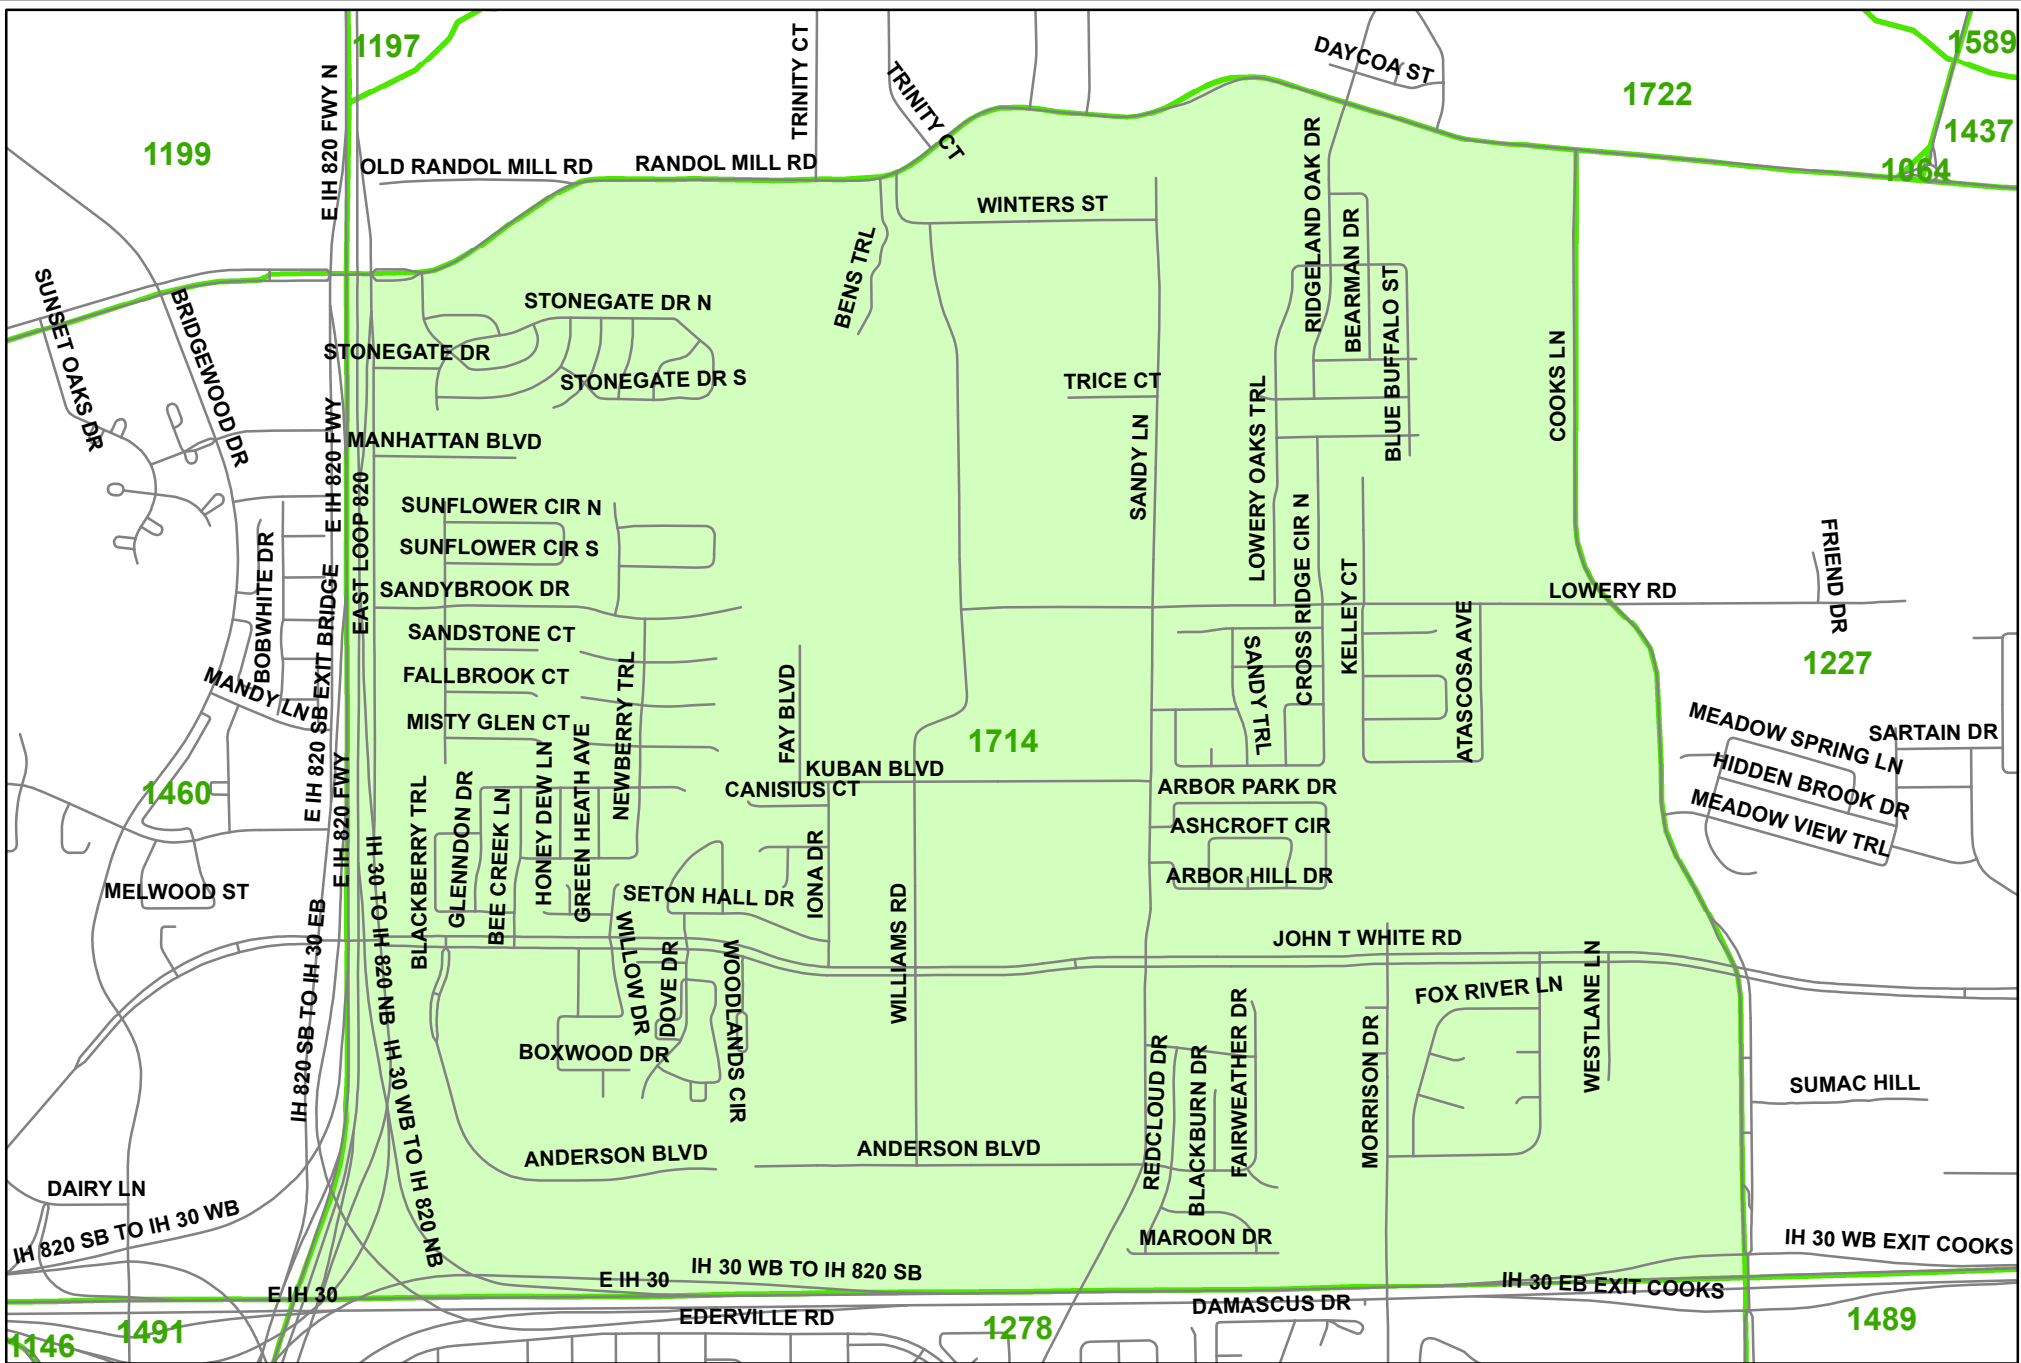 1197
1589
TRINITY CT
DAYCOA ST
E IH 820 FWY N
TRINITY CT
1722
1437
1199
OLD RANDOL MILL RD
RANDOL MILL RD
1064
WINTERS ST
RIDGELAND OAK DR
BEARMAN DR
BENS TRL
SUNSET OAKS DR
BRIDGEWOOD DR
STONEGATE DR N
BLUE BUFFALO ST
STONEGATE DR
STONEGATE DR S
TRICE CT
COOKS LN
LOWERY OAKS TRL
SANDY LN
E IH 820 FWY
MANHATTAN BLVD
EAST LOOP 820
SUNFLOWER CIR N
SUNFLOWER CIR S
CROSS RIDGE CIR N
FRIEND DR
BOBWHITE DR
E IH 820 SB EXIT BRIDGE
SANDYBROOK DR
KELLEY CT
LOWERY RD
ATASCOSA AVE
SANDSTONE CT
SANDY TRL
1227
FALLBROOK CT
MANDY LN
NEWBERRY TRL
FAY BLVD
MISTY GLEN CT
1714
MEADOW SPRING LN
SARTAIN DR
HIDDEN BROOK DR
MEADOW VIEW TRL
HONEY DEW LN
GREEN HEATH AVE
KUBAN BLVD
CANISIUS CT
ARBOR PARK DR
1460
E IH 820 FWY
BLACKBERRY TRL
GLENNDON DR
BEE CREEK LN
ASHCROFT CIR
IONA DR
ARBOR HILL DR
MELWOOD ST
SETON HALL DR
WILLIAMS RD
IH 30 TO IH 820 NB
WILLOW DR
DOVE DR
WOODLANDS CIR
JOHN T WHITE RD
WESTLANE LN
FOX RIVER LN
IH 820 SB TO IH 30 EB
FAIRWEATHER DR
MORRISON DR
BOXWOOD DR
REDCLOUD DR
BLACKBURN DR
SUMAC HILL
IH 30 WB TO IH 820 NB
ANDERSON BLVD
ANDERSON BLVD
DAIRY LN
IH 820 SB TO IH 30 WB
MAROON DR
IH 30 WB EXIT COOKS
IH 30 WB TO IH 820 SB
E IH 30
E IH 30
IH 30 EB EXIT COOKS
DAMASCUS DR
EDERVILLE RD
1278
1489
1491
1146